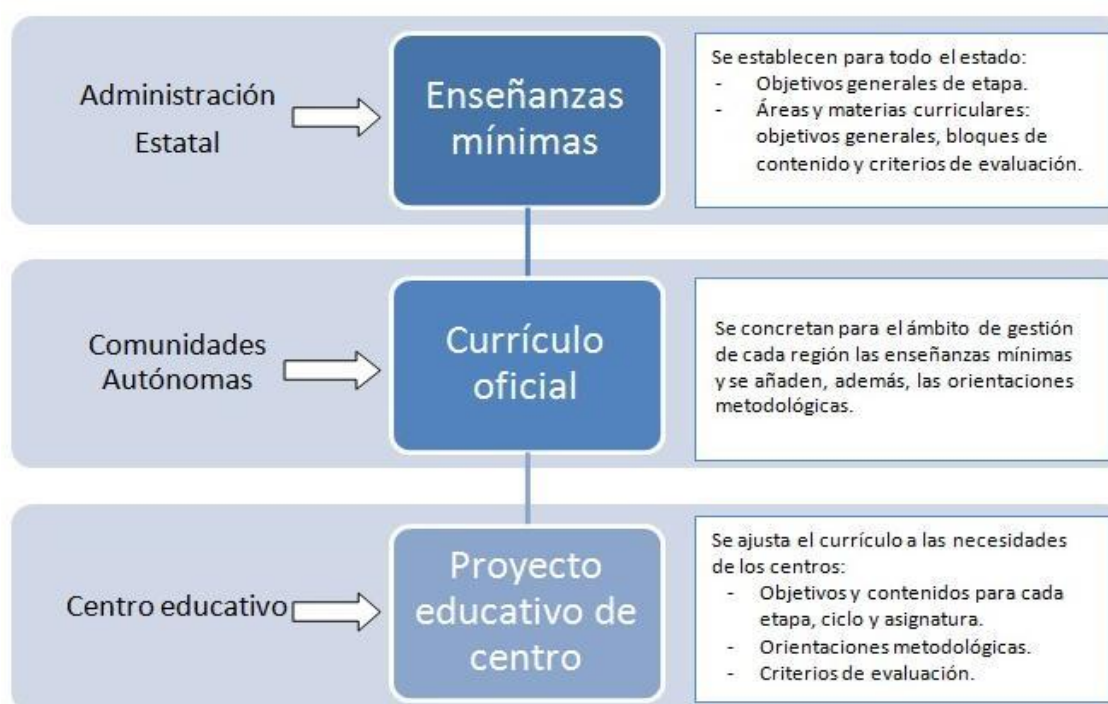 Administración
Estatal
Enseñanzas
mínimas
Se establecen para todo el estado:
- Objetivos generales de etapa.
- Áreas y materias curriculares:
objetivos generales, bloques de
contenido y criterios de evaluación.
Comunidades
Autónomas
Currículo
oficial
Se concretan para el ámbito de gestión
de cada región las enseñanzas mínimas
y se añaden, además, las orientaciones
metodológicas.
Centro educativo
Proyecto
educativo de
centro
Se ajusta el currículo a las necesidades
de los centros:
- Objetivos y contenidos para cada
etapa, ciclo y asignatura.
- Orientaciones metodológicas.
- Criterios de evaluación.